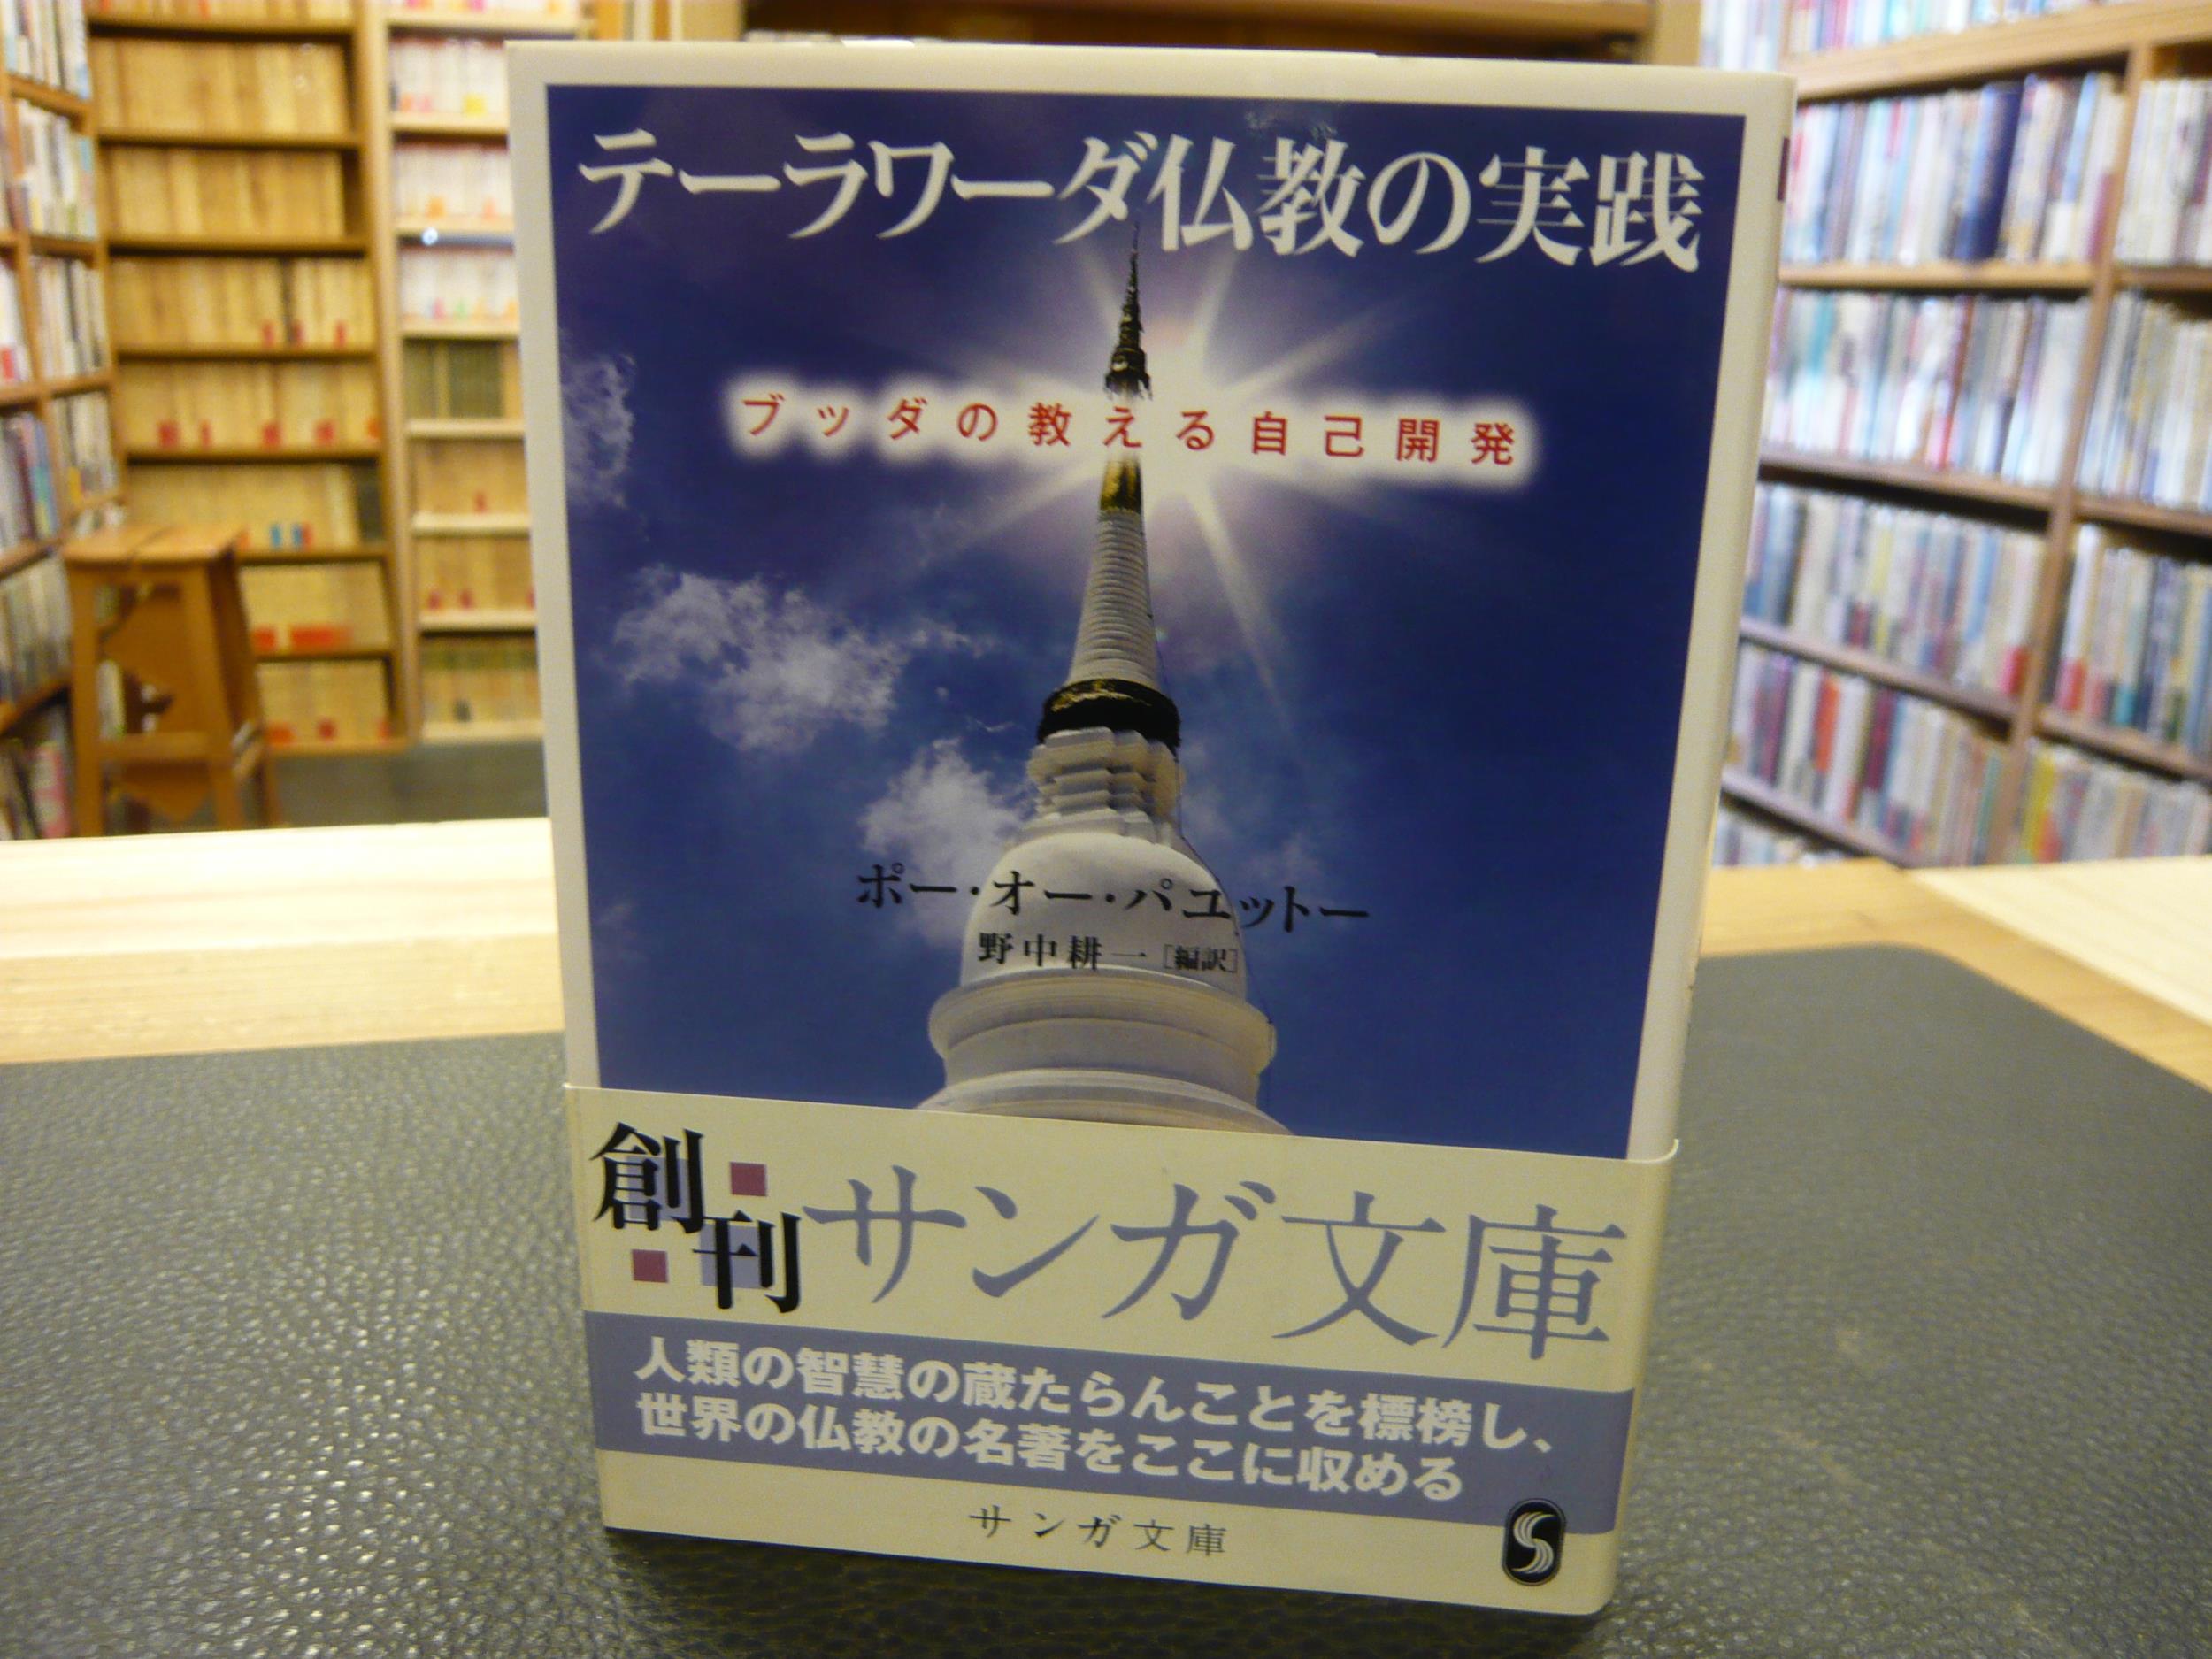 テーラワーダ仏教の実践
ブッダの教える自己開発
ポー・オー・パユットー
野中耕一[編訳]
創刊 サンガ文庫
人類の智慧の蔵たらんことを標榜し、
世界の仏教の名著をここに収める
サンガ文庫